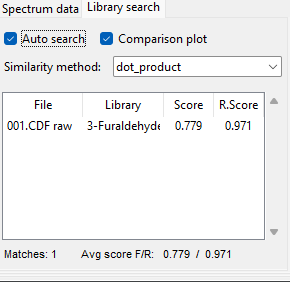 Spectrum data Library search
Auto search Comparison plot
Similarity method: dot_product
File Library Score R.Score
001.CDF raw 3-Furaldehyde 0.779 0.971
Matches: 1 Avg score F/R: 0.779 / 0.971